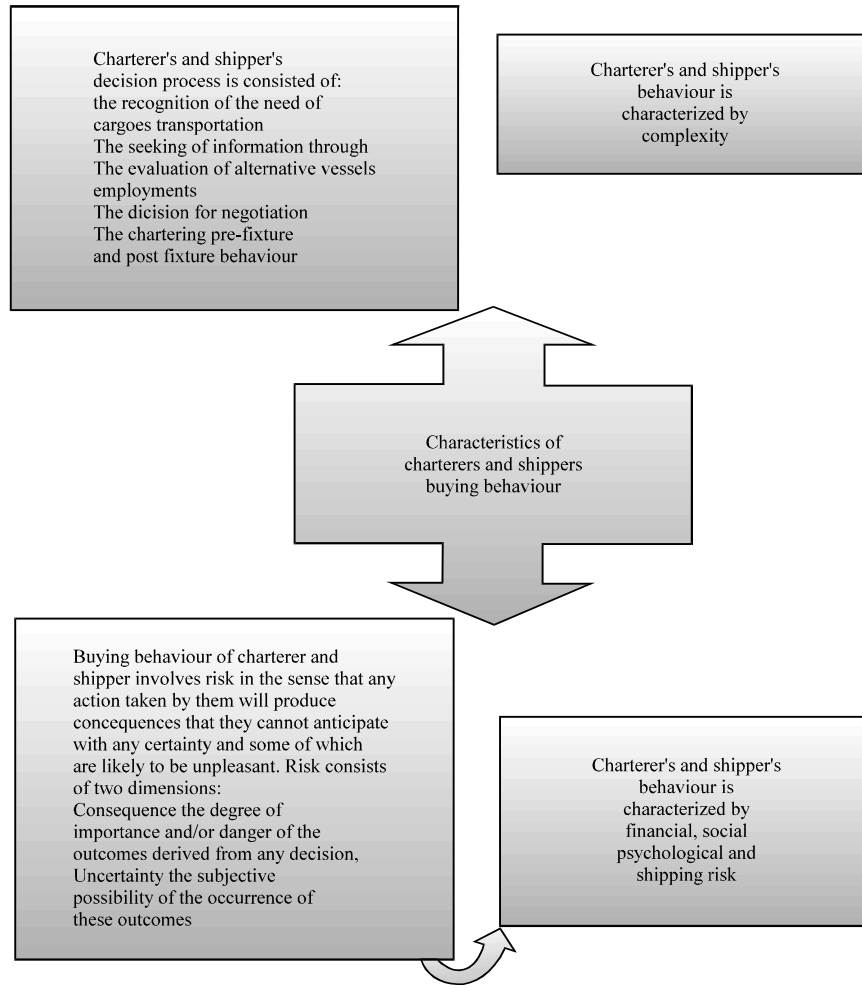 Charterer's and shipper's
decision process is consisted of:
the recognition of the need of
cargoes transportation
The seeking of information through
The evaluation of alternative vessels
employments
The dicision for negotiation
The chartering pre-fixture
and post fixture behaviour
Charterer's and shipper's
behaviour is
characterized by
complexity
Characteristics of
charterers and shippers
buying behaviour
Buying behaviour of charterer and
shipper involves risk in the sense that any
action taken by them will produce
concequences that they cannot anticipate
with any certainty and some of which
are likely to be unpleasant. Risk consists
of two dimensions:
Consequence the degree of
importance and/or danger of the
outcomes derived from any decision,
Uncertainty the subjective
possibility of the occurrence of
these outcomes
Charterer's and shipper's
behaviour is
characterized by
financial, social
psychological and
shipping risk